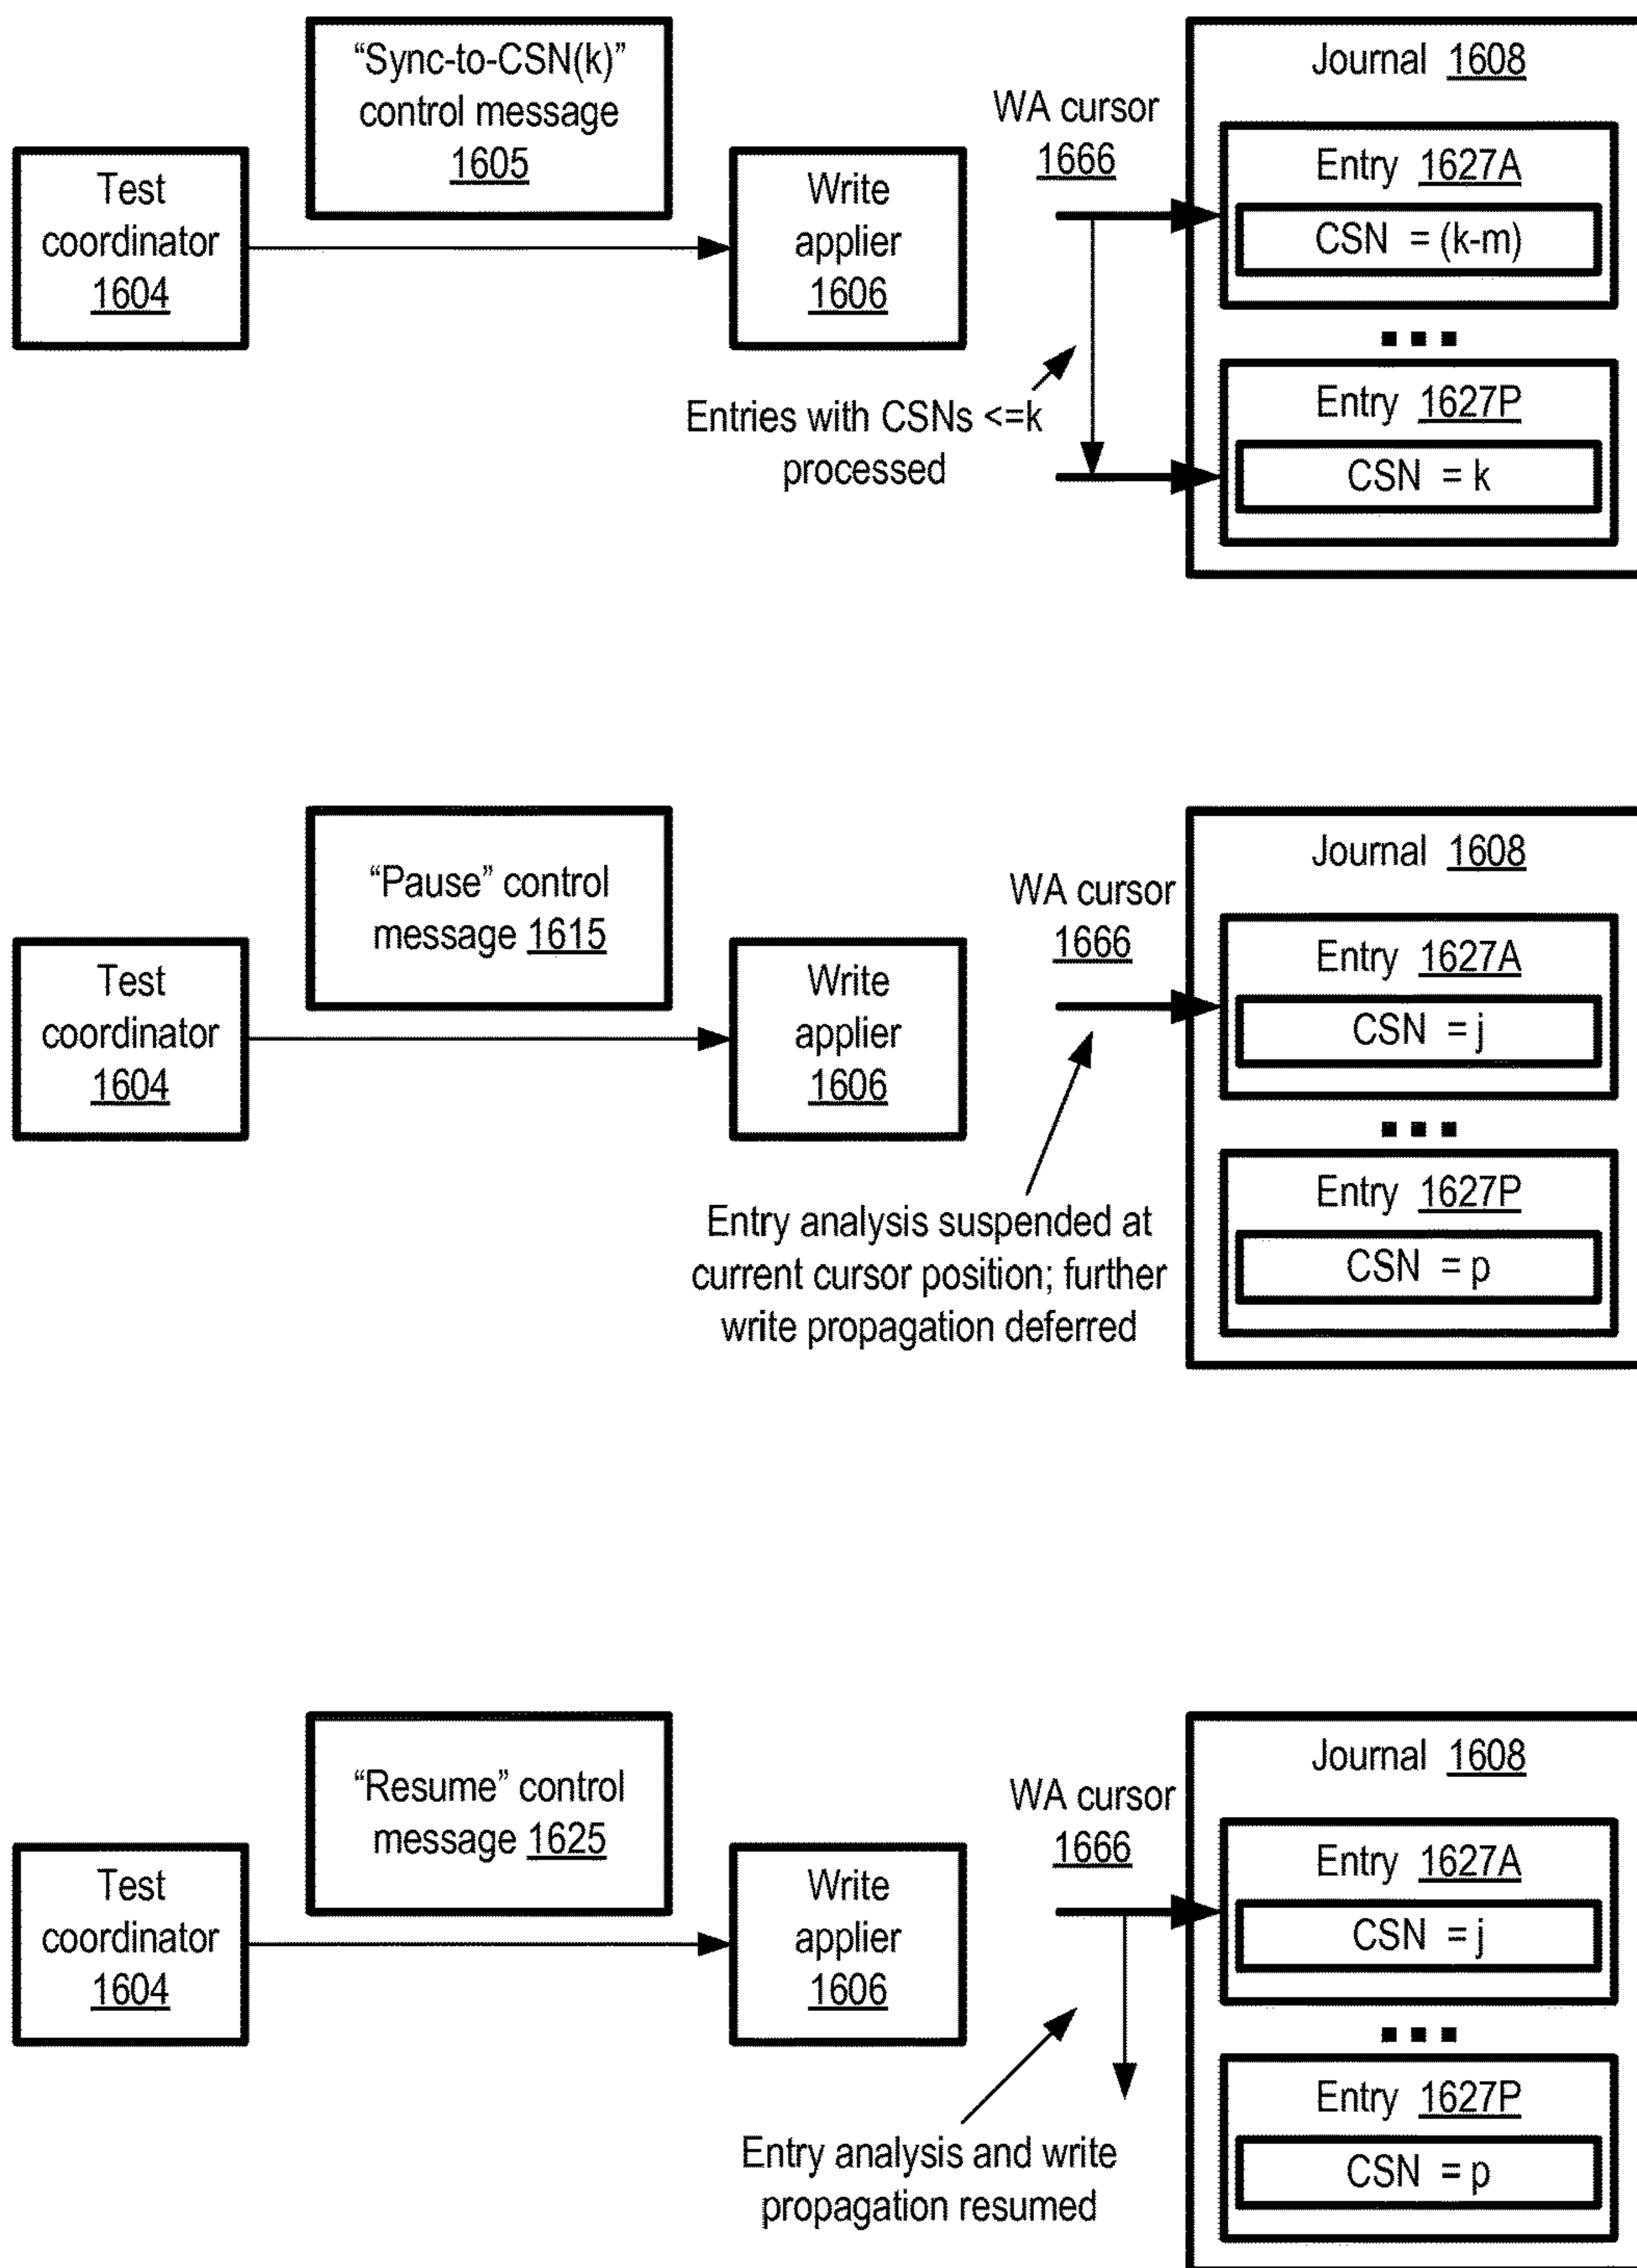 “Sync-to-CSN(k)”
control message
1605
Test
coordinator
1604
Write
applier
1606
WA cursor
1666
Entries with CSNs <=k
processed
Journal 1608
Entry 1627A
CSN = (k-m)
Entry 1627P
CSN = k
“Pause” control
message 1615
Test
coordinator
1604
Write
applier
1606
WA cursor
1666
Entry analysis suspended at
current cursor position; further
write propagation deferred
Journal 1608
Entry 1627A
CSN = j
Entry 1627P
CSN = p
“Resume” control
message 1625
Test
coordinator
1604
Write
applier
1606
WA cursor
1666
Entry analysis and write
propagation resumed
Journal 1608
Entry 1627A
CSN = j
Entry 1627P
CSN = p